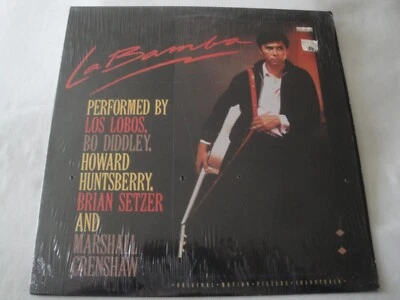 La Bamba
PERFORMED BY
LOS LOBOS,
BO DIDDLEY,
HOWARD
HUNTSBERRY,
BRIAN SETZER
AND
MARSHALL
CRENSHAW
ORIGINAL • MOTION • PICTURE • SOUNDTRACK